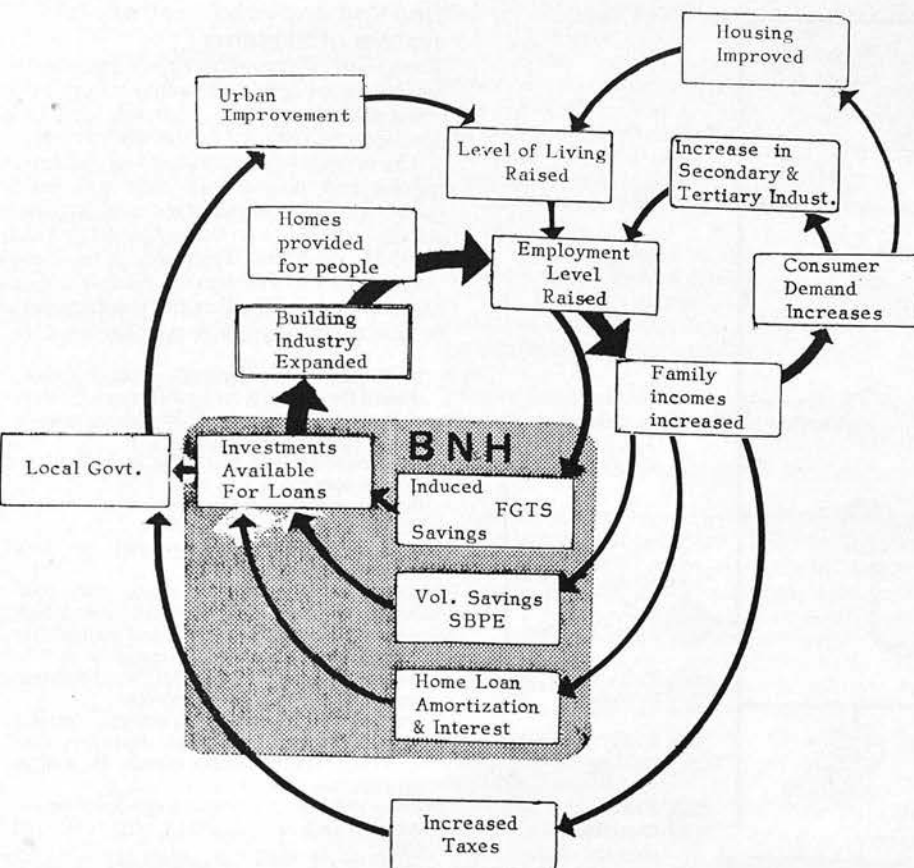 Housing
Improved
Urban
Improvement
Level of Living
Raised
Increase in
Secondary &
Tertiary Indust.
Homes
provided
for people
Employment
Level
Raised
Consumer
Demand
Increases
Building
Industry
Expanded
Family
incomes
increased
BNH
Local Govt.
Investments
Available
For Loans
Induced
FGTS
Savings
Vol. Savings
SBPE
Home Loan
Amortization
& Interest
Increased
Taxes